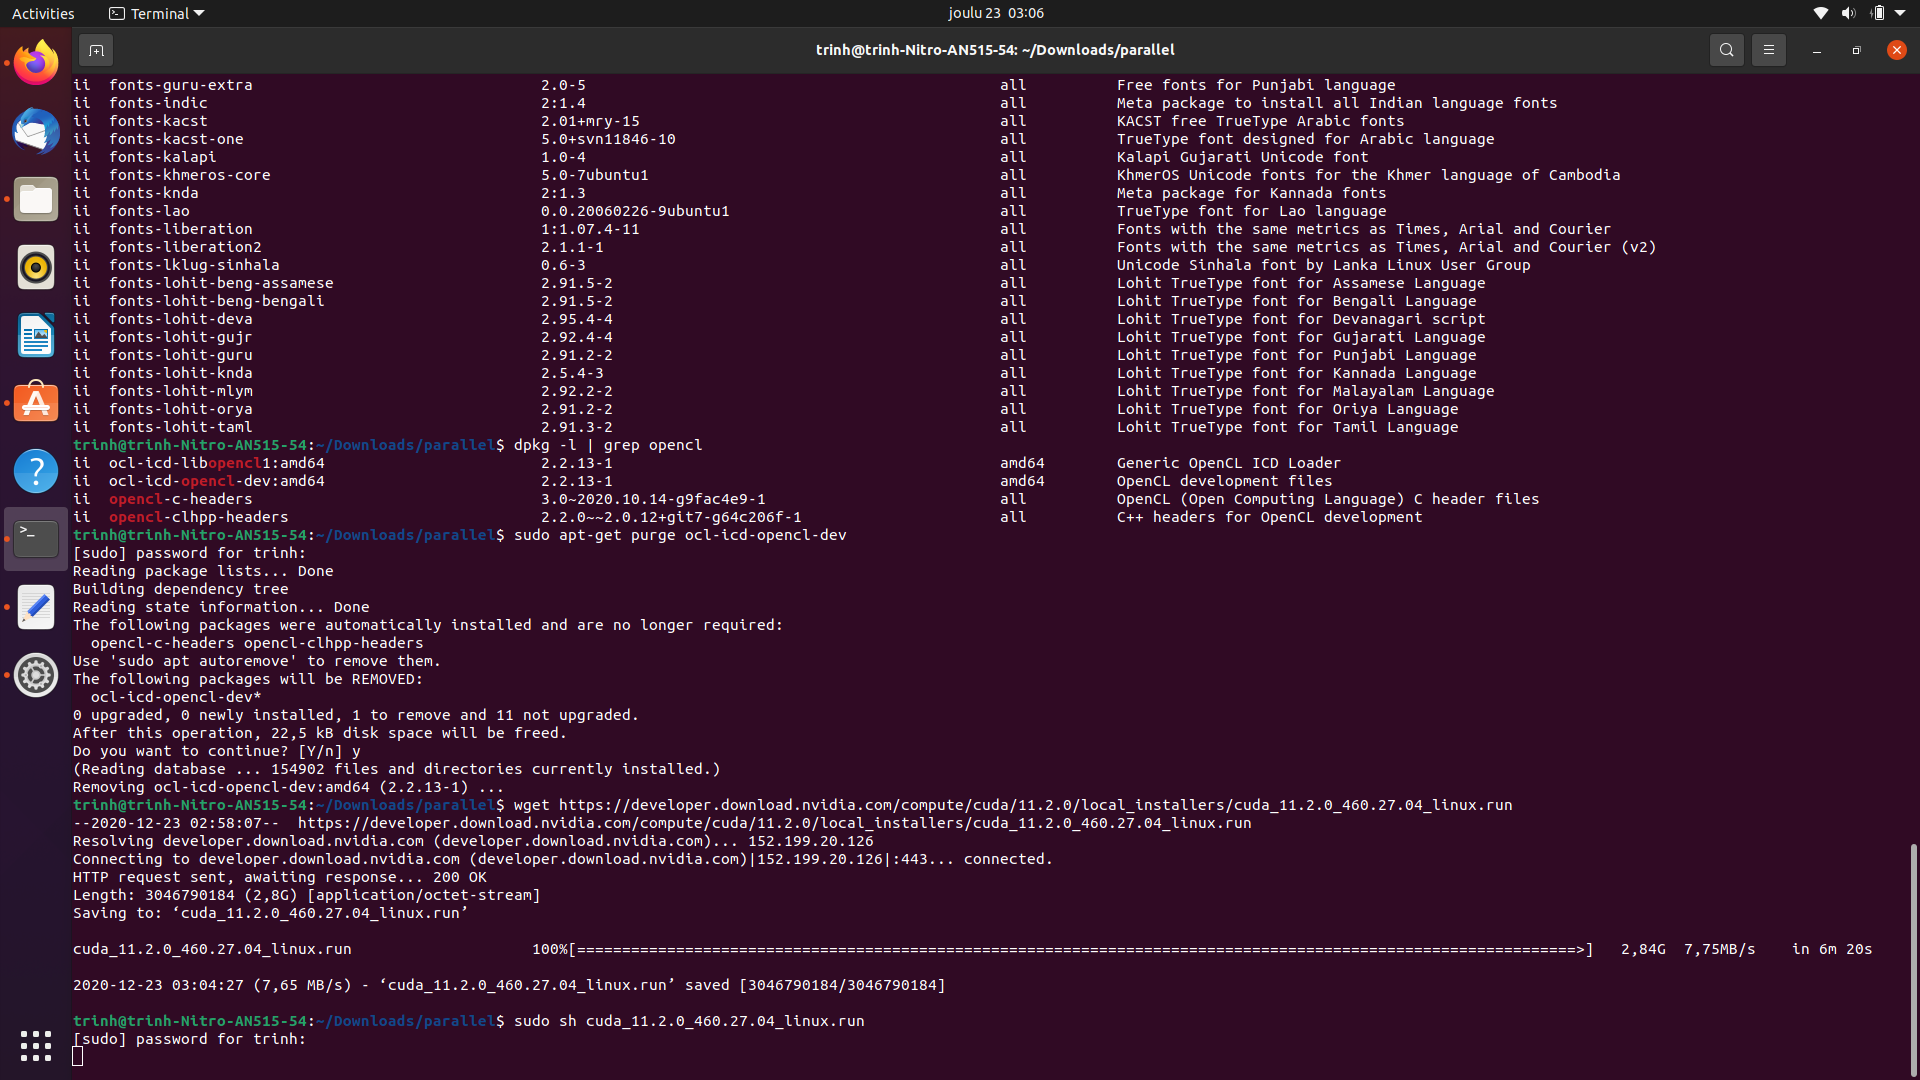 Activities
Terminal
joulu 23 03:06
trinh@trinh-Nitro-AN515-54: ~/Downloads/parallel
ii fonts-guru-extra 2.0-5 all Free fonts for Punjabi language
ii fonts-indic 2:1.4 all Meta package to install all Indian language fonts
ii fonts-kacst 2.01+mry-15 all KACST free TrueType Arabic fonts
ii fonts-kacst-one 5.0+svn11846-10 all TrueType font designed for Arabic language
ii fonts-kalapi 1.0-4 all Kalapi Gujarati Unicode font
ii fonts-khmeros-core 5.0-7ubuntu1 all KhmerOS Unicode fonts for the Khmer language of Cambodia
ii fonts-knda 2:1.3 all Meta package for Kannada fonts
ii fonts-lao 0.0.20060226-9ubuntu1 all TrueType font for Lao language
ii fonts-liberation 1:1.07.4-11 all Fonts with the same metrics as Times, Arial and Courier
ii fonts-liberation2 2.1.1-1 all Fonts with the same metrics as Times, Arial and Courier (v2)
ii fonts-lklug-sinhala 0.6-3 all Unicode Sinhala font by Lanka Linux User Group
ii fonts-lohit-beng-assamese 2.91.5-2 all Lohit TrueType font for Assamese Language
ii fonts-lohit-beng-bengali 2.91.5-2 all Lohit TrueType font for Bengali Language
ii fonts-lohit-deva 2.95.4-4 all Lohit TrueType font for Devanagari script
ii fonts-lohit-gujr 2.92.4-4 all Lohit TrueType font for Gujarati Language
ii fonts-lohit-guru 2.91.2-2 all Lohit TrueType font for Punjabi Language
ii fonts-lohit-knda 2.5.4-3 all Lohit TrueType font for Kannada Language
ii fonts-lohit-mlym 2.92.2-2 all Lohit TrueType font for Malayalam Language
ii fonts-lohit-orya 2.91.2-2 all Lohit TrueType font for Oriya Language
ii fonts-lohit-taml 2.91.3-2 all Lohit TrueType font for Tamil Language
trinh@trinh-Nitro-AN515-54:~/Downloads/parallel$ dpkg -l | grep opencl
ii ocl-icd-libopencl1:amd64 2.2.13-1 amd64 Generic OpenCL ICD Loader
ii ocl-icd-opencl-dev:amd64 2.2.13-1 amd64 OpenCL development files
ii opencl-c-headers 3.0~2020.10.14-g9fac4e9-1 all OpenCL (Open Computing Language) C header files
ii opencl-clhpp-headers 2.2.0~~2.0.12+git7-g64c206f-1 all C++ headers for OpenCL development
trinh@trinh-Nitro-AN515-54:~/Downloads/parallel$ sudo apt-get purge ocl-icd-opencl-dev
[sudo] password for trinh:
Reading package lists... Done
Building dependency tree
Reading state information... Done
The following packages were automatically installed and are no longer required:
opencl-c-headers opencl-clhpp-headers
Use 'sudo apt autoremove' to remove them.
The following packages will be REMOVED:
ocl-icd-opencl-dev*
0 upgraded, 0 newly installed, 1 to remove and 11 not upgraded.
After this operation, 22,5 kB disk space will be freed.
Do you want to continue? [Y/n] y
(Reading database ... 154902 files and directories currently installed.)
Removing ocl-icd-opencl-dev:amd64 (2.2.13-1) ...
trinh@trinh-Nitro-AN515-54:~/Downloads/parallel$ wget https://developer.download.nvidia.com/compute/cuda/11.2.0/local_installers/cuda_11.2.0_460.27.04_linux.run
--2020-12-23 02:58:07-- https://developer.download.nvidia.com/compute/cuda/11.2.0/local_installers/cuda_11.2.0_460.27.04_linux.run
Resolving developer.download.nvidia.com (developer.download.nvidia.com)... 152.199.20.126
Connecting to developer.download.nvidia.com (developer.download.nvidia.com)|152.199.20.126|:443... connected.
HTTP request sent, awaiting response... 200 OK
Length: 3046790184 (2,8G) [application/octet-stream]
Saving to: ‘cuda_11.2.0_460.27.04_linux.run’
cuda_11.2.0_460.27.04_linux.run 100%[===============================================================================================================>] 2,84G 7,75MB/s in 6m 20s
2020-12-23 03:04:27 (7,65 MB/s) - ‘cuda_11.2.0_460.27.04_linux.run’ saved [3046790184/3046790184]
trinh@trinh-Nitro-AN515-54:~/Downloads/parallel$ sudo sh cuda_11.2.0_460.27.04_linux.run
[sudo] password for trinh: